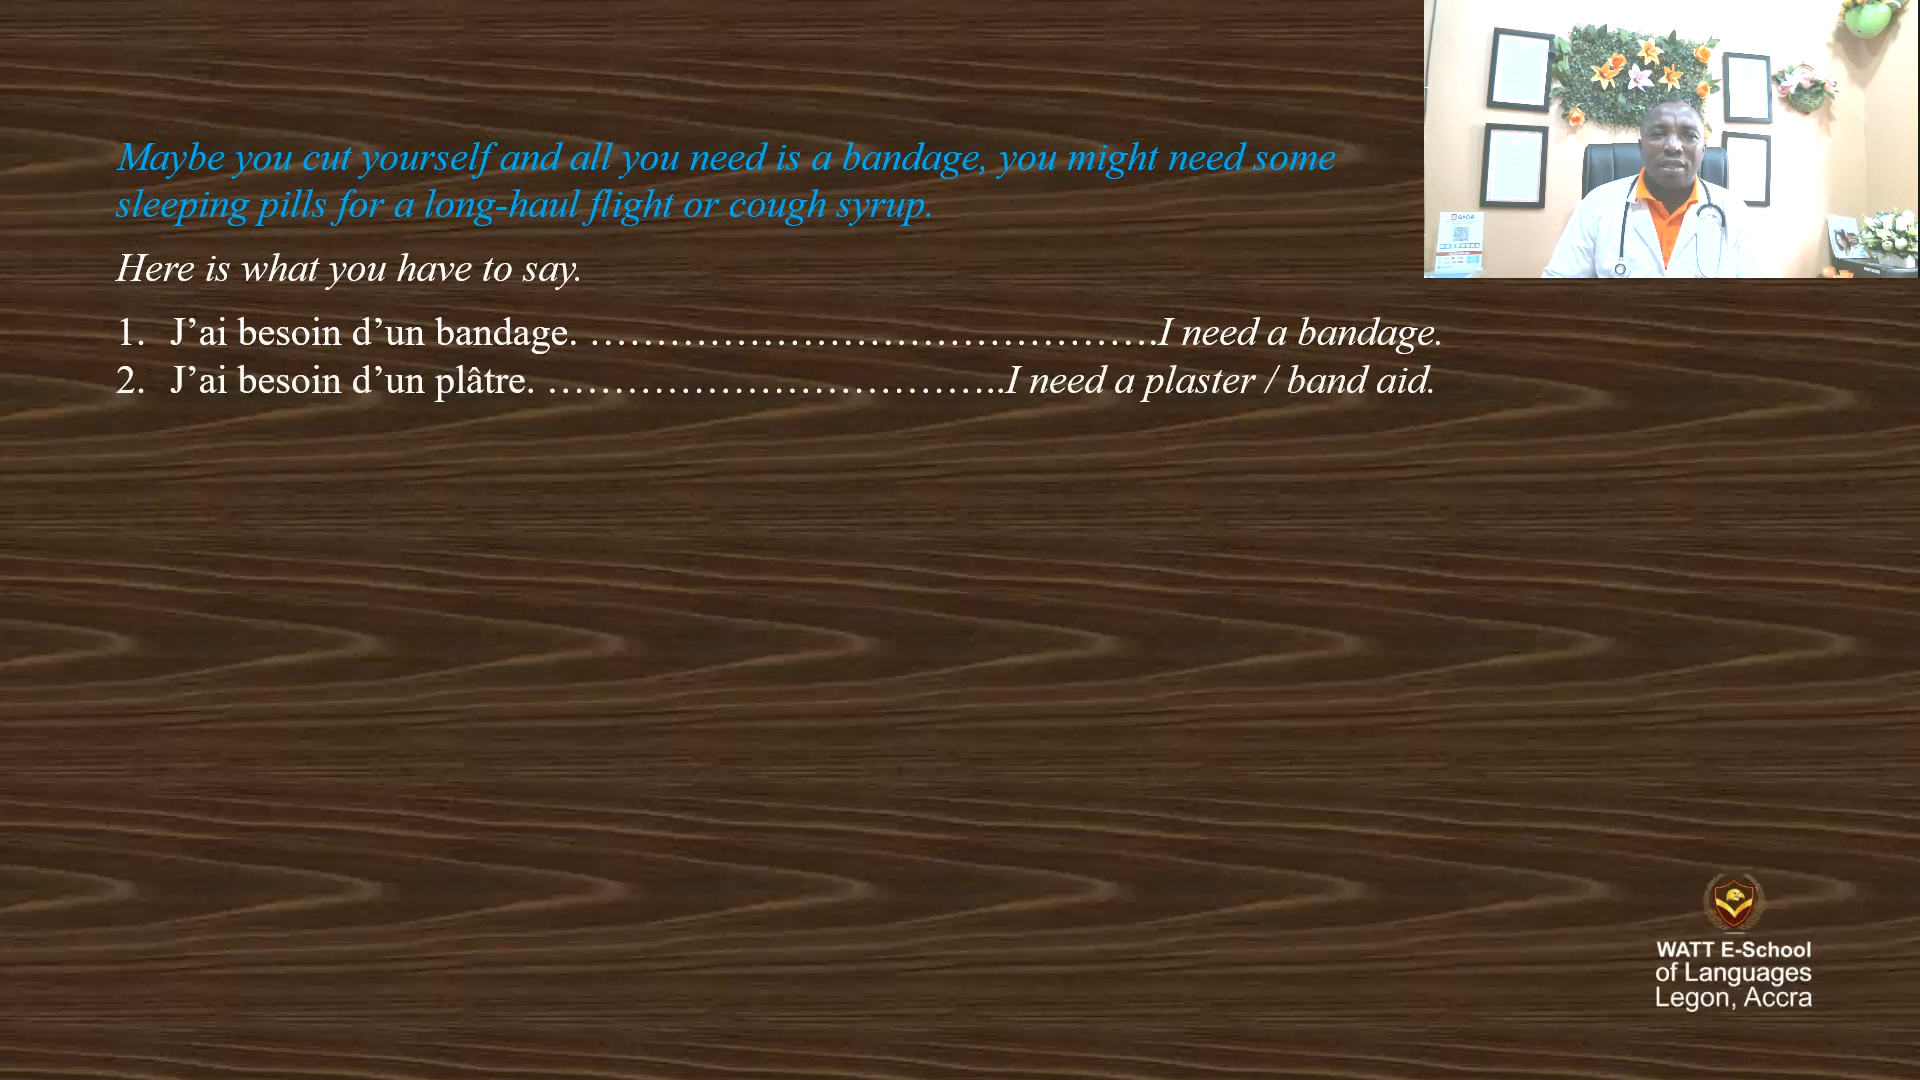 Maybe you cut yourself and all you need is a bandage, you might need some
sleeping pills for a long-haul flight or cough syrup.
Here is what you have to say.
1. J’ai besoin d’un bandage. …………………………………….I need a bandage.
2. J’ai besoin d’un plâtre. ……………………………..I need a plaster / band aid.
WATT E-School
of Languages
Legon, Accra